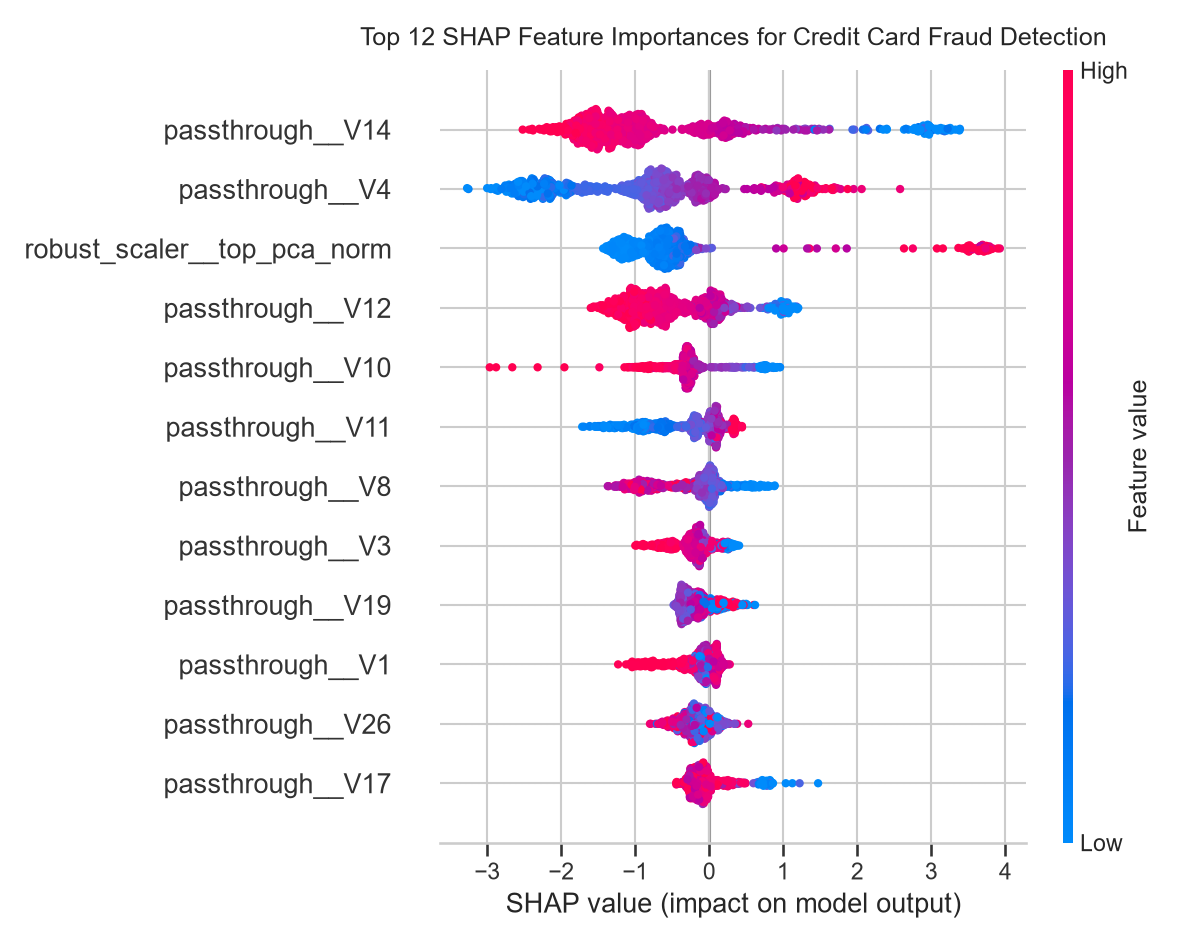 Top 12 SHAP Feature Importances for Credit Card Fraud Detection
High
passthrough__V14
passthrough__V4
robust_scaler__top_pca_norm
passthrough__V12
passthrough__V10
passthrough__V11
passthrough__V8
passthrough__V3
passthrough__V19
passthrough__V1
passthrough__V26
passthrough__V17
Feature value
Low
−3 −2 −1 0 1 2 3 4
SHAP value (impact on model output)